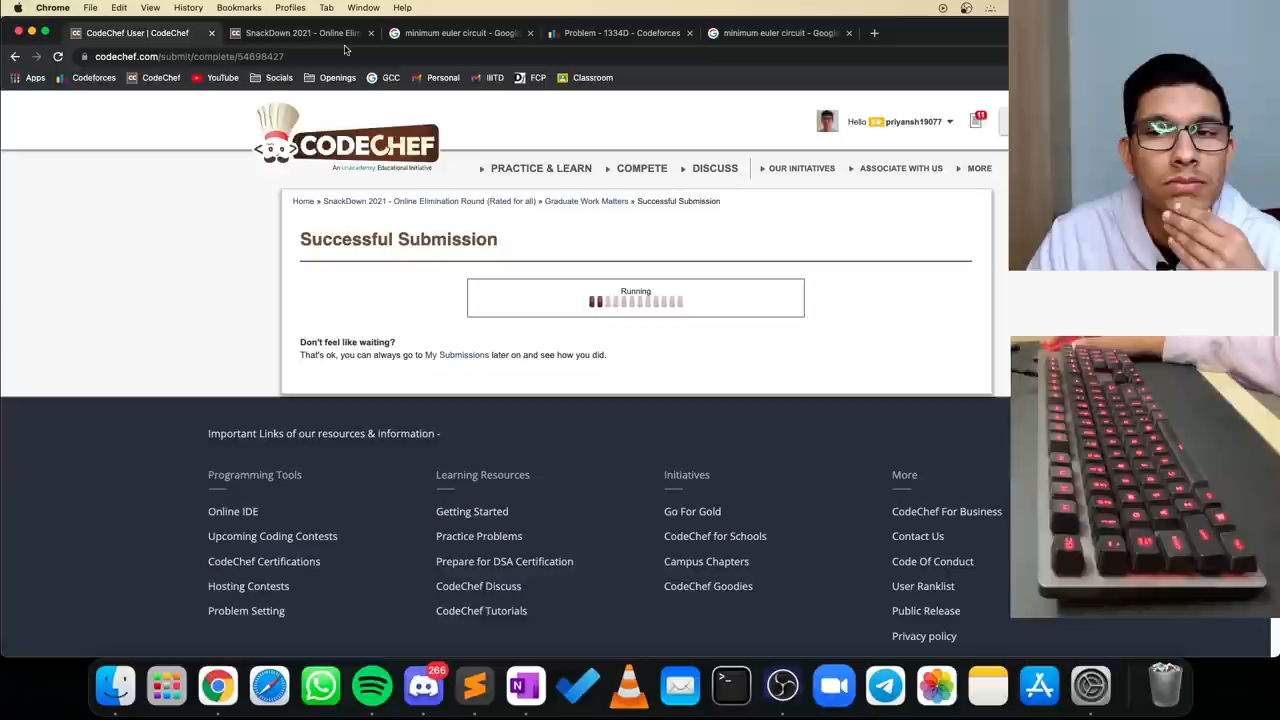 Chrome File Edit View History Bookmarks Profiles Tab Window Help
CC CodeChef User | CodeChef CC SnackDown 2021 - Online Elim minimum euler circuit - Google Problem - 1334D - Codeforces minimum euler circuit - Google
codechef.com/submit/complete/54698427
Apps Codeforces CC CodeChef YouTube Socials Openings GCC Personal IIITD FCP Classroom
CODECHEF
An unacademy Educational Initiative
Hello priyansh19077 11
PRACTICE & LEARN COMPETE DISCUSS OUR INITIATIVES ASSOCIATE WITH US MORE
Home » SnackDown 2021 - Online Elimination Round (Rated for all) » Graduate Work Matters » Successful Submission
Successful Submission
Running
Don't feel like waiting?
That's ok, you can always go to My Submissions later on and see how you did.
Important Links of our resources & information -
Programming Tools
Online IDE
Upcoming Coding Contests
CodeChef Certifications
Hosting Contests
Problem Setting
Learning Resources
Getting Started
Practice Problems
Prepare for DSA Certification
CodeChef Discuss
CodeChef Tutorials
Initiatives
Go For Gold
CodeChef for Schools
Campus Chapters
CodeChef Goodies
More
CodeChef For Business
Contact Us
Code Of Conduct
User Ranklist
Public Release
Privacy policy
266